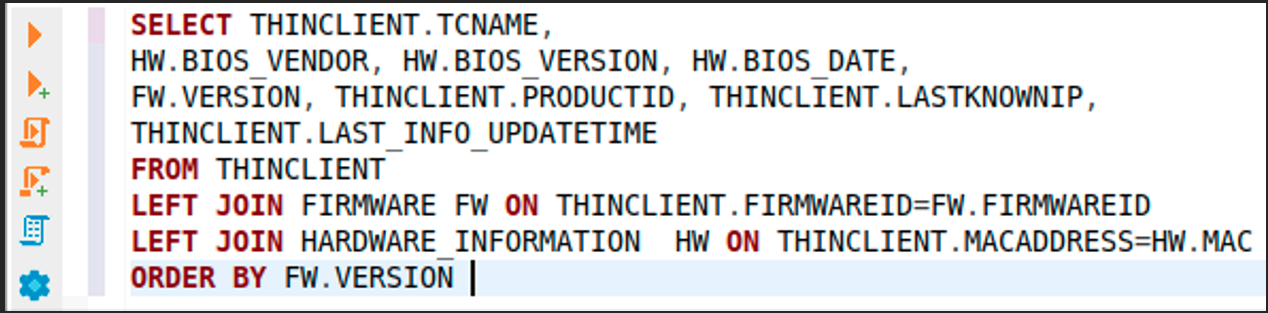 SELECT THINCLIENT.TCNAME,
HW.BIOS_VENDOR, HW.BIOS_VERSION, HW.BIOS_DATE,
FW.VERSION, THINCLIENT.PRODUCTID, THINCLIENT.LASTKNOWNIP,
THINCLIENT.LAST_INFO_UPDATETIME
FROM THINCLIENT
LEFT JOIN FIRMWARE FW ON THINCLIENT.FIRMWAREID=FW.FIRMWAREID
LEFT JOIN HARDWARE_INFORMATION  HW ON THINCLIENT.MACADDRESS=HW.MAC
ORDER BY FW.VERSION